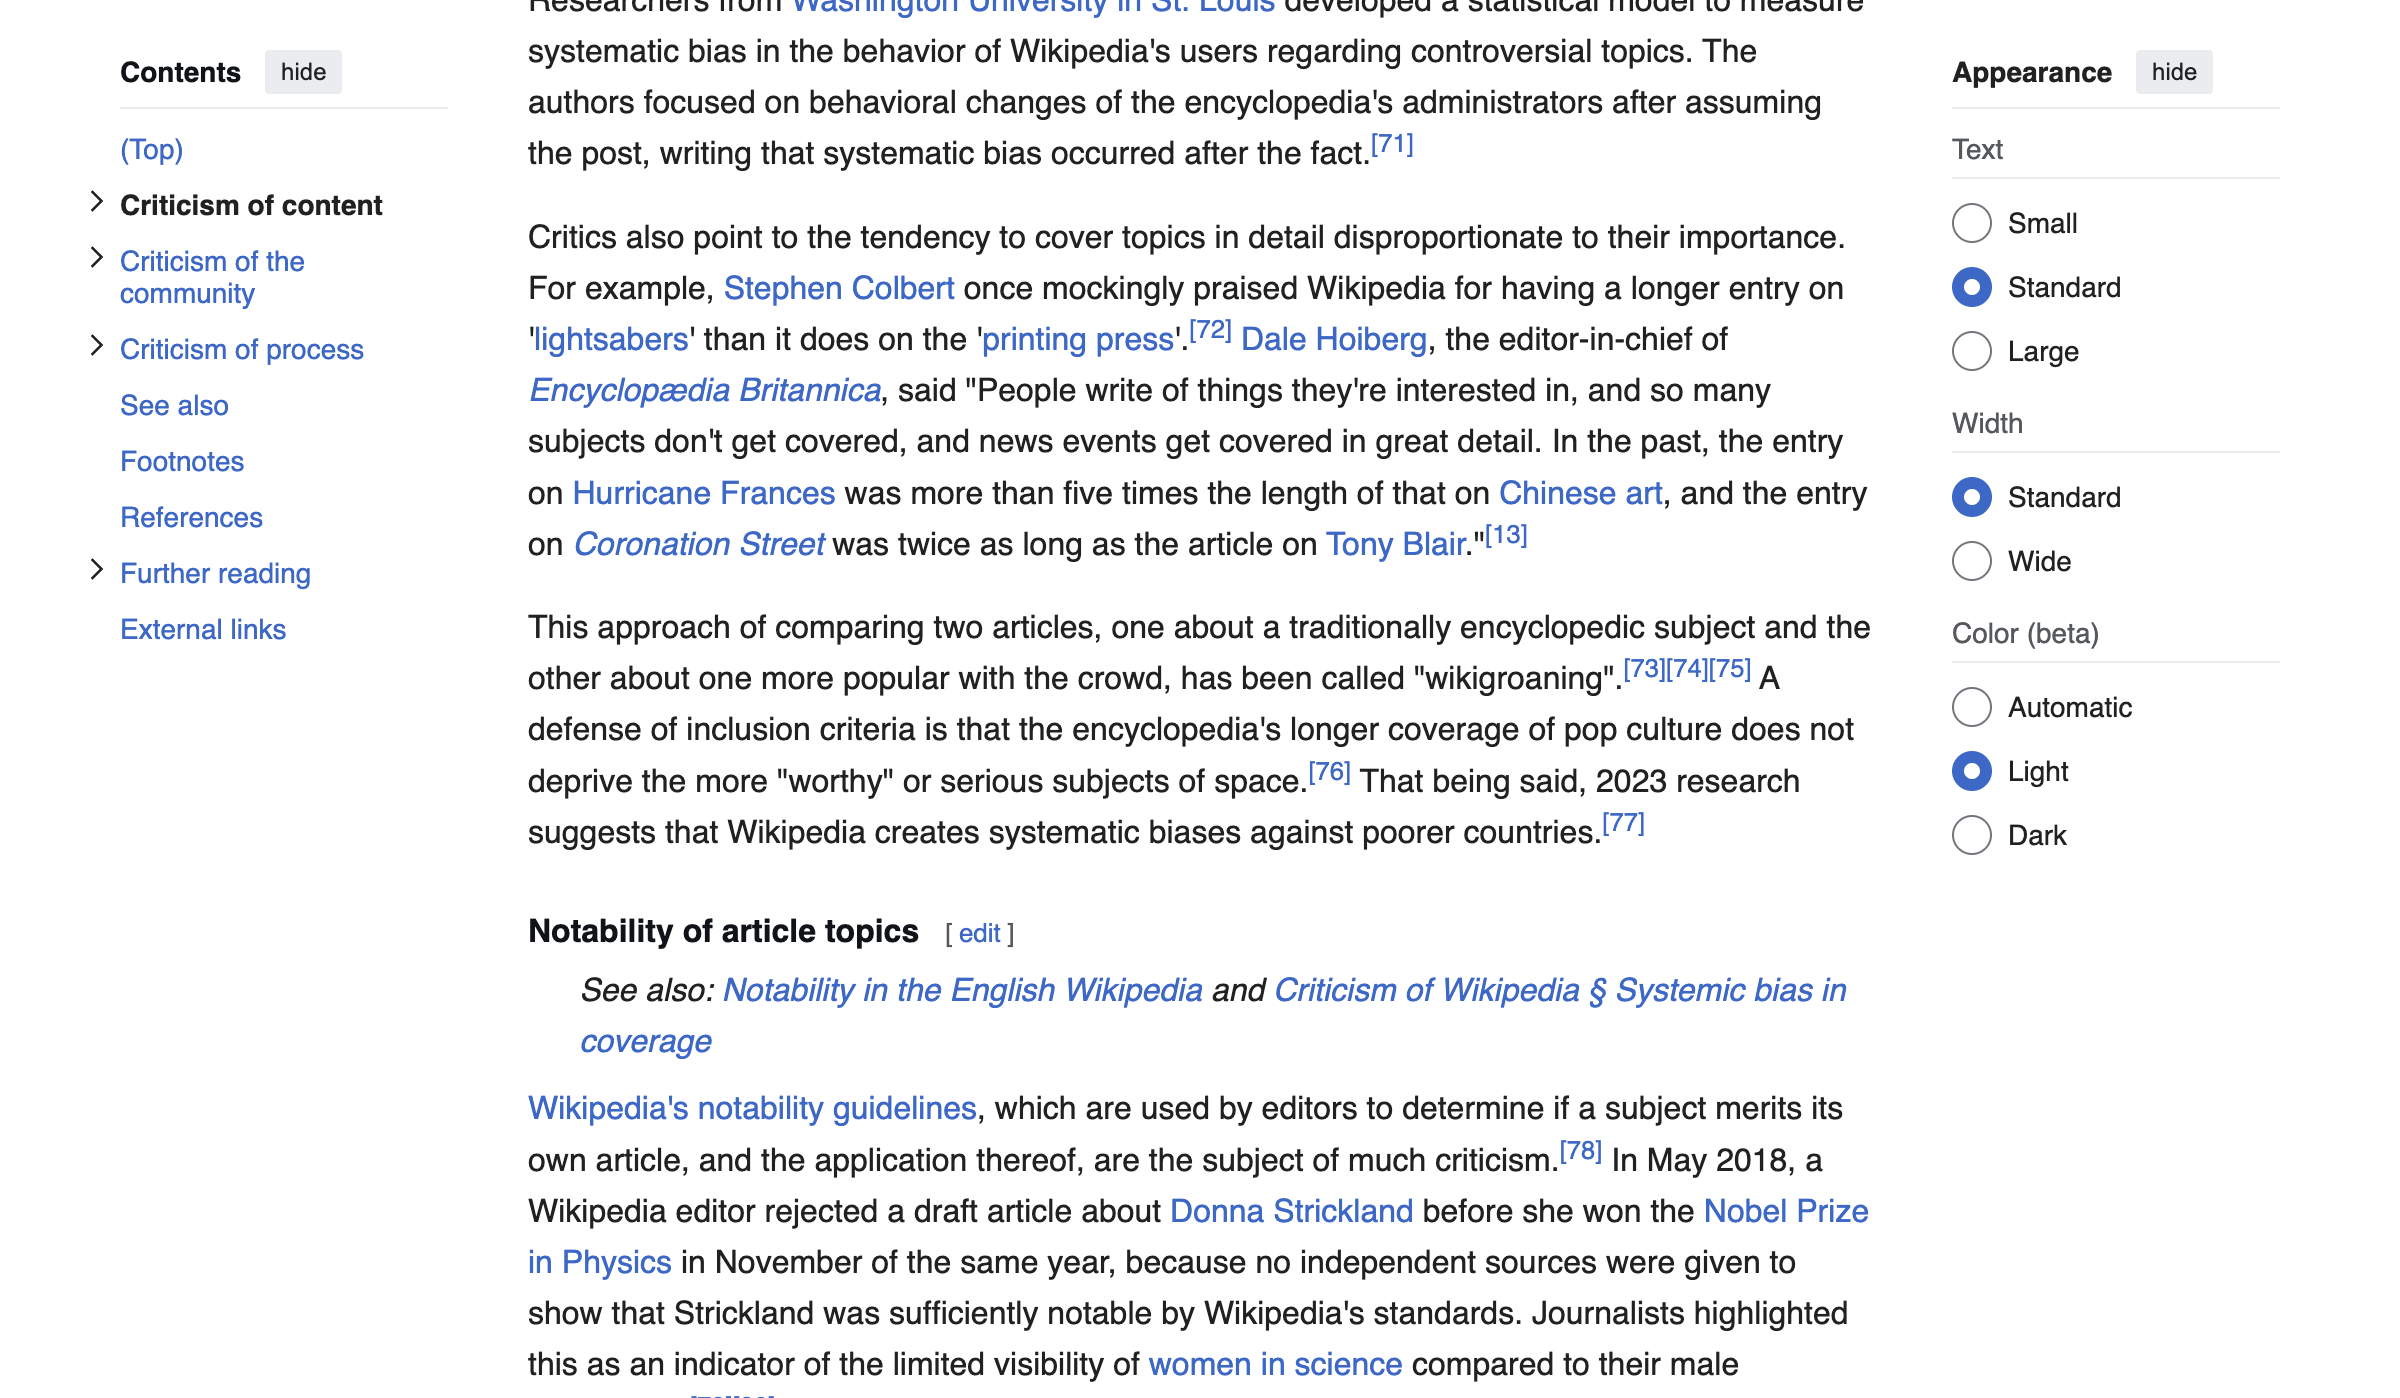 Contents hide
(Top)
Criticism of content
Criticism of the
community
Criticism of process
See also
Footnotes
References
Further reading
External links
Researchers from Washington University in St. Louis developed a statistical model to measure
systematic bias in the behavior of Wikipedia's users regarding controversial topics. The
authors focused on behavioral changes of the encyclopedia's administrators after assuming
the post, writing that systematic bias occurred after the fact.[71]
Critics also point to the tendency to cover topics in detail disproportionate to their importance.
For example, Stephen Colbert once mockingly praised Wikipedia for having a longer entry on
'lightsabers' than it does on the 'printing press'.[72] Dale Hoiberg, the editor-in-chief of
Encyclopædia Britannica, said "People write of things they're interested in, and so many
subjects don't get covered, and news events get covered in great detail. In the past, the entry
on Hurricane Frances was more than five times the length of that on Chinese art, and the entry
on Coronation Street was twice as long as the article on Tony Blair."[13]
This approach of comparing two articles, one about a traditionally encyclopedic subject and the
other about one more popular with the crowd, has been called "wikigroaning".[73][74][75] A
defense of inclusion criteria is that the encyclopedia's longer coverage of pop culture does not
deprive the more "worthy" or serious subjects of space.[76] That being said, 2023 research
suggests that Wikipedia creates systematic biases against poorer countries.[77]
Notability of article topics [ edit ]
See also: Notability in the English Wikipedia and Criticism of Wikipedia § Systemic bias in
coverage
Wikipedia's notability guidelines, which are used by editors to determine if a subject merits its
own article, and the application thereof, are the subject of much criticism.[78] In May 2018, a
Wikipedia editor rejected a draft article about Donna Strickland before she won the Nobel Prize
in Physics in November of the same year, because no independent sources were given to
show that Strickland was sufficiently notable by Wikipedia's standards. Journalists highlighted
this as an indicator of the limited visibility of women in science compared to their male
Appearance hide
Text
Small
Standard
Large
Width
Standard
Wide
Color (beta)
Automatic
Light
Dark